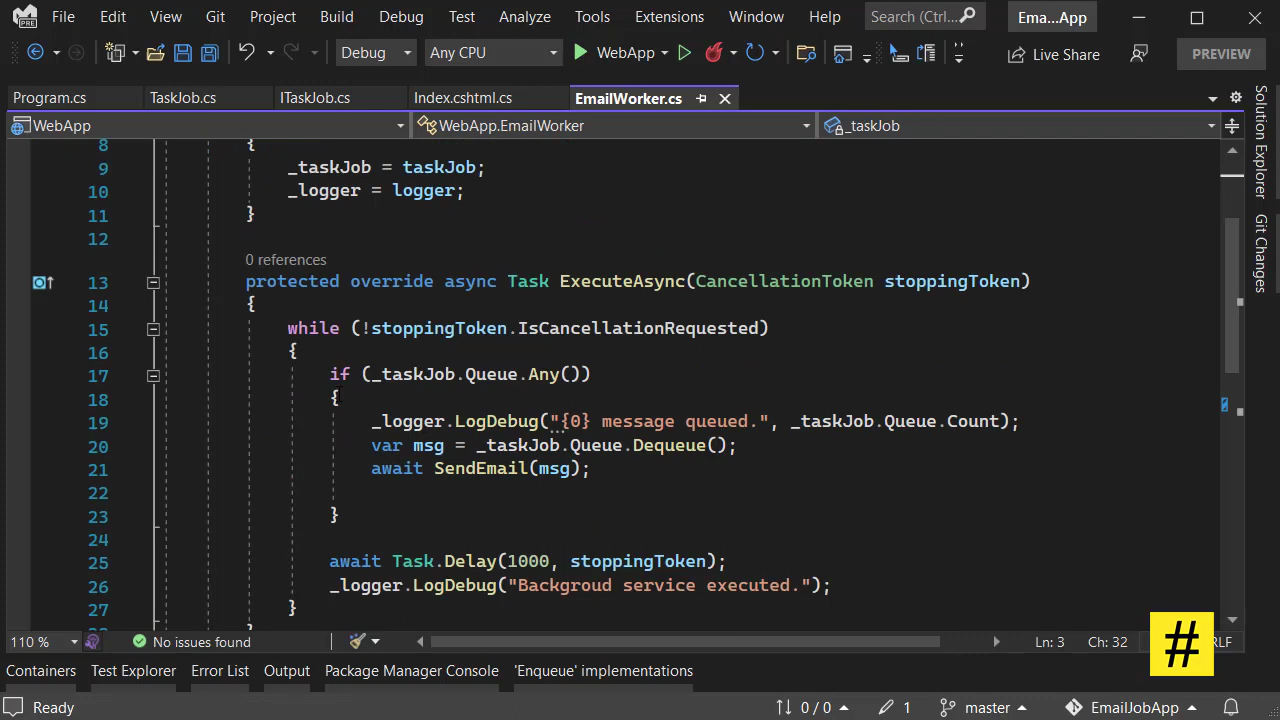 File Edit View Git Project Build Debug Test Analyze Tools Extensions Window Help Search (Ctrl... Ema...App
PRE
Debug Any CPU WebApp Live Share PREVIEW
Program.cs TaskJob.cs ITaskJob.cs Index.cshtml.cs EmailWorker.cs
WebApp WebApp.EmailWorker _taskJob
8 {
9 _taskJob = taskJob;
10 _logger = logger;
11 }
12
0 references
13 protected override async Task ExecuteAsync(CancellationToken stoppingToken)
14 {
15 while (!stoppingToken.IsCancellationRequested)
16 {
17 if (_taskJob.Queue.Any())
18 {
19 _logger.LogDebug("{0} message queued.", _taskJob.Queue.Count);
20 var msg = _taskJob.Queue.Dequeue();
21 await SendEmail(msg);
22
23 }
24
25 await Task.Delay(1000, stoppingToken);
26 _logger.LogDebug("Backgroud service executed.");
27 }
Solution Explorer
Git Changes
110 % No issues found Ln: 3 Ch: 32
#
Containers Test Explorer Error List Output Package Manager Console 'Enqueue' implementations
Ready 0 / 0 1 master EmailJobApp